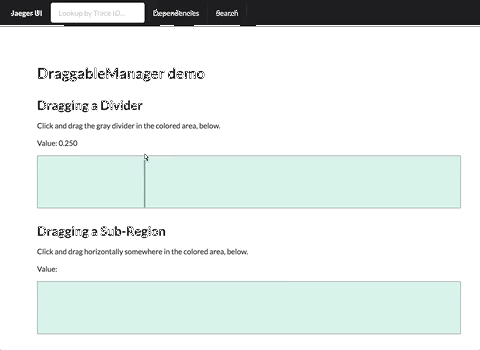 Jaeger UI Lookup by Trace ID... Dependencies Search
DraggableManager demo
Dragging a Divider
Click and drag the gray divider in the colored area, below.
Value: 0.250
Dragging a Sub-Region
Click and drag horizontally somewhere in the colored area, below.
Value: